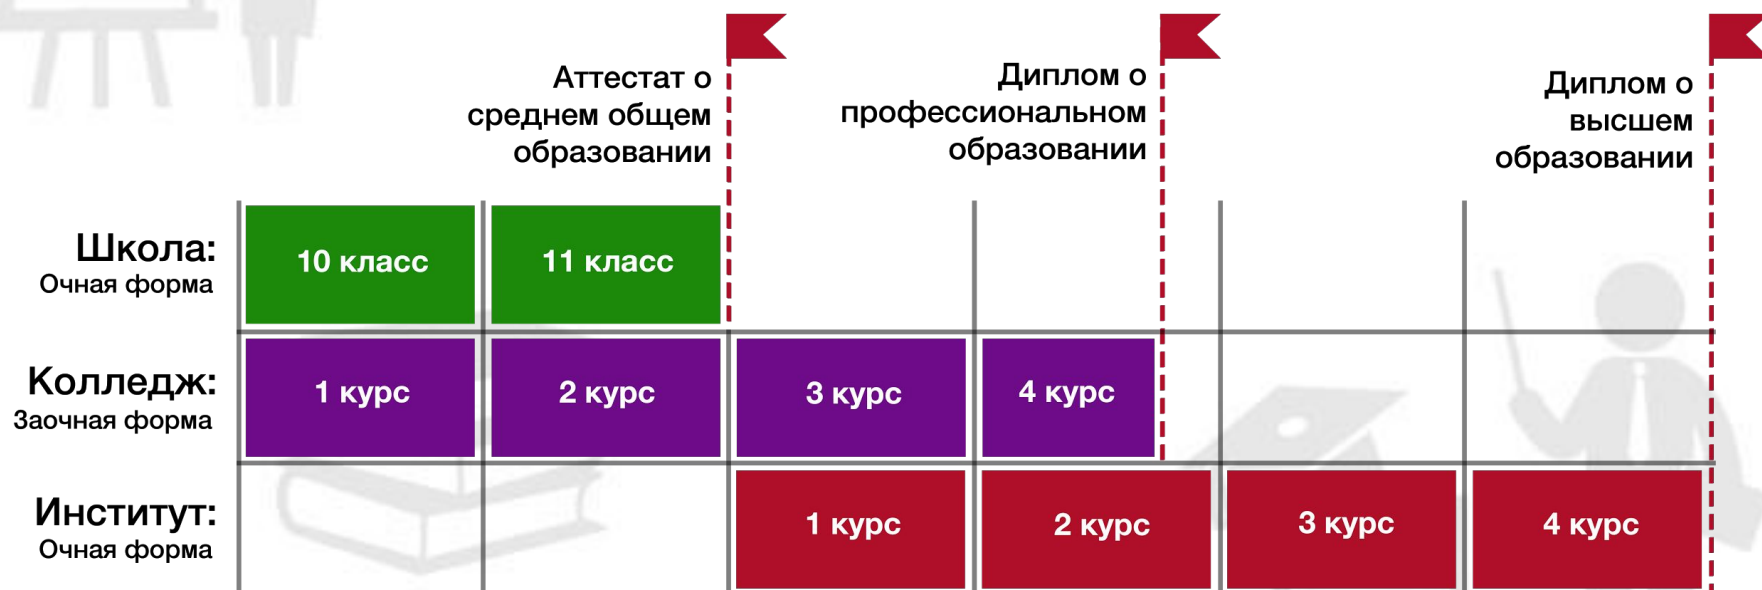 Аттестат о
среднем общем
образовании
Диплом о
профессиональном
образовании
Диплом о
высшем
образовании
Школа:
Очная форма
10 класс
11 класс
Колледж:
Заочная форма
1 курс
2 курс
3 курс
4 курс
Институт:
Очная форма
1 курс
2 курс
3 курс
4 курс